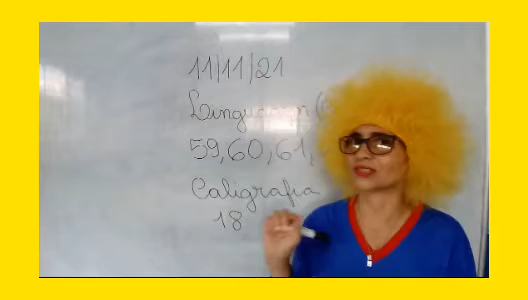 11/11/21
Linguagem (
59, 60, 61,
Caligrafia
18